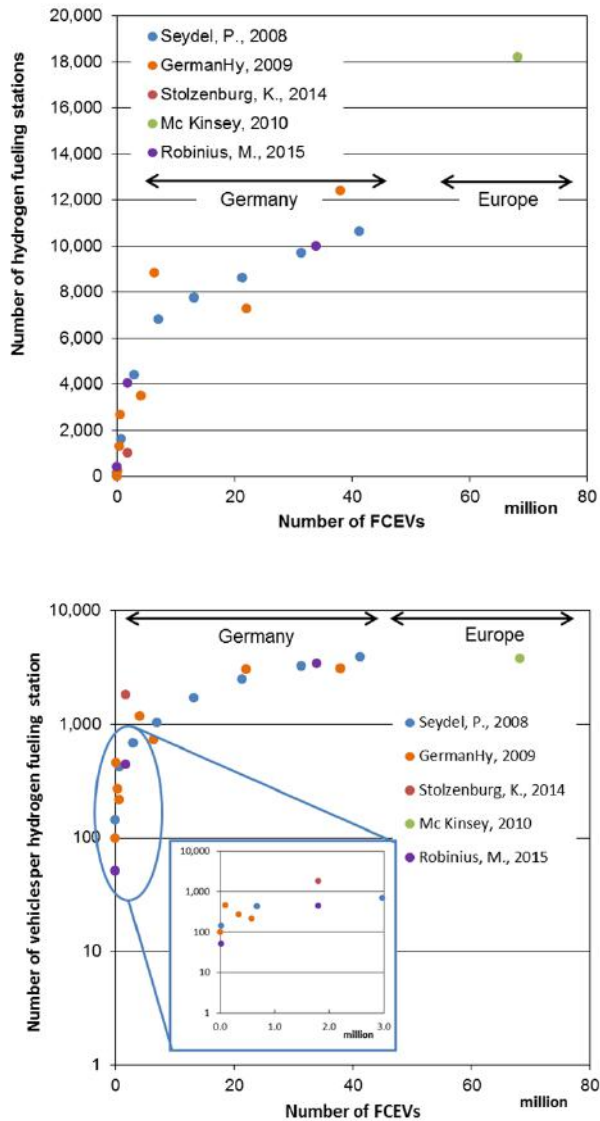 20,000
18,000
16,000
14,000
12,000
10,000
8,000
6,000
4,000
2,000
0
Number of hydrogen fueling stations
Seydel, P., 2008
GermanHy, 2009
Stolzenburg, K., 2014
Mc Kinsey, 2010
Robinius, M., 2015
Germany
Europe
0 20 40 60 80
million
Number of FCEVs
10,000
1,000
100
10
1
Number of vehiclesper hydrogen fueling station
Germany
Europe
Seydel, P., 2008
GermanHy, 2009
Stolzenburg, K., 2014
Mc Kinsey, 2010
Robinius, M., 2015
10,000
1,000
100
10
1
0.0 1.0 2.0 3.0
million
0 20 40 60 80
million
Number of FCEVs